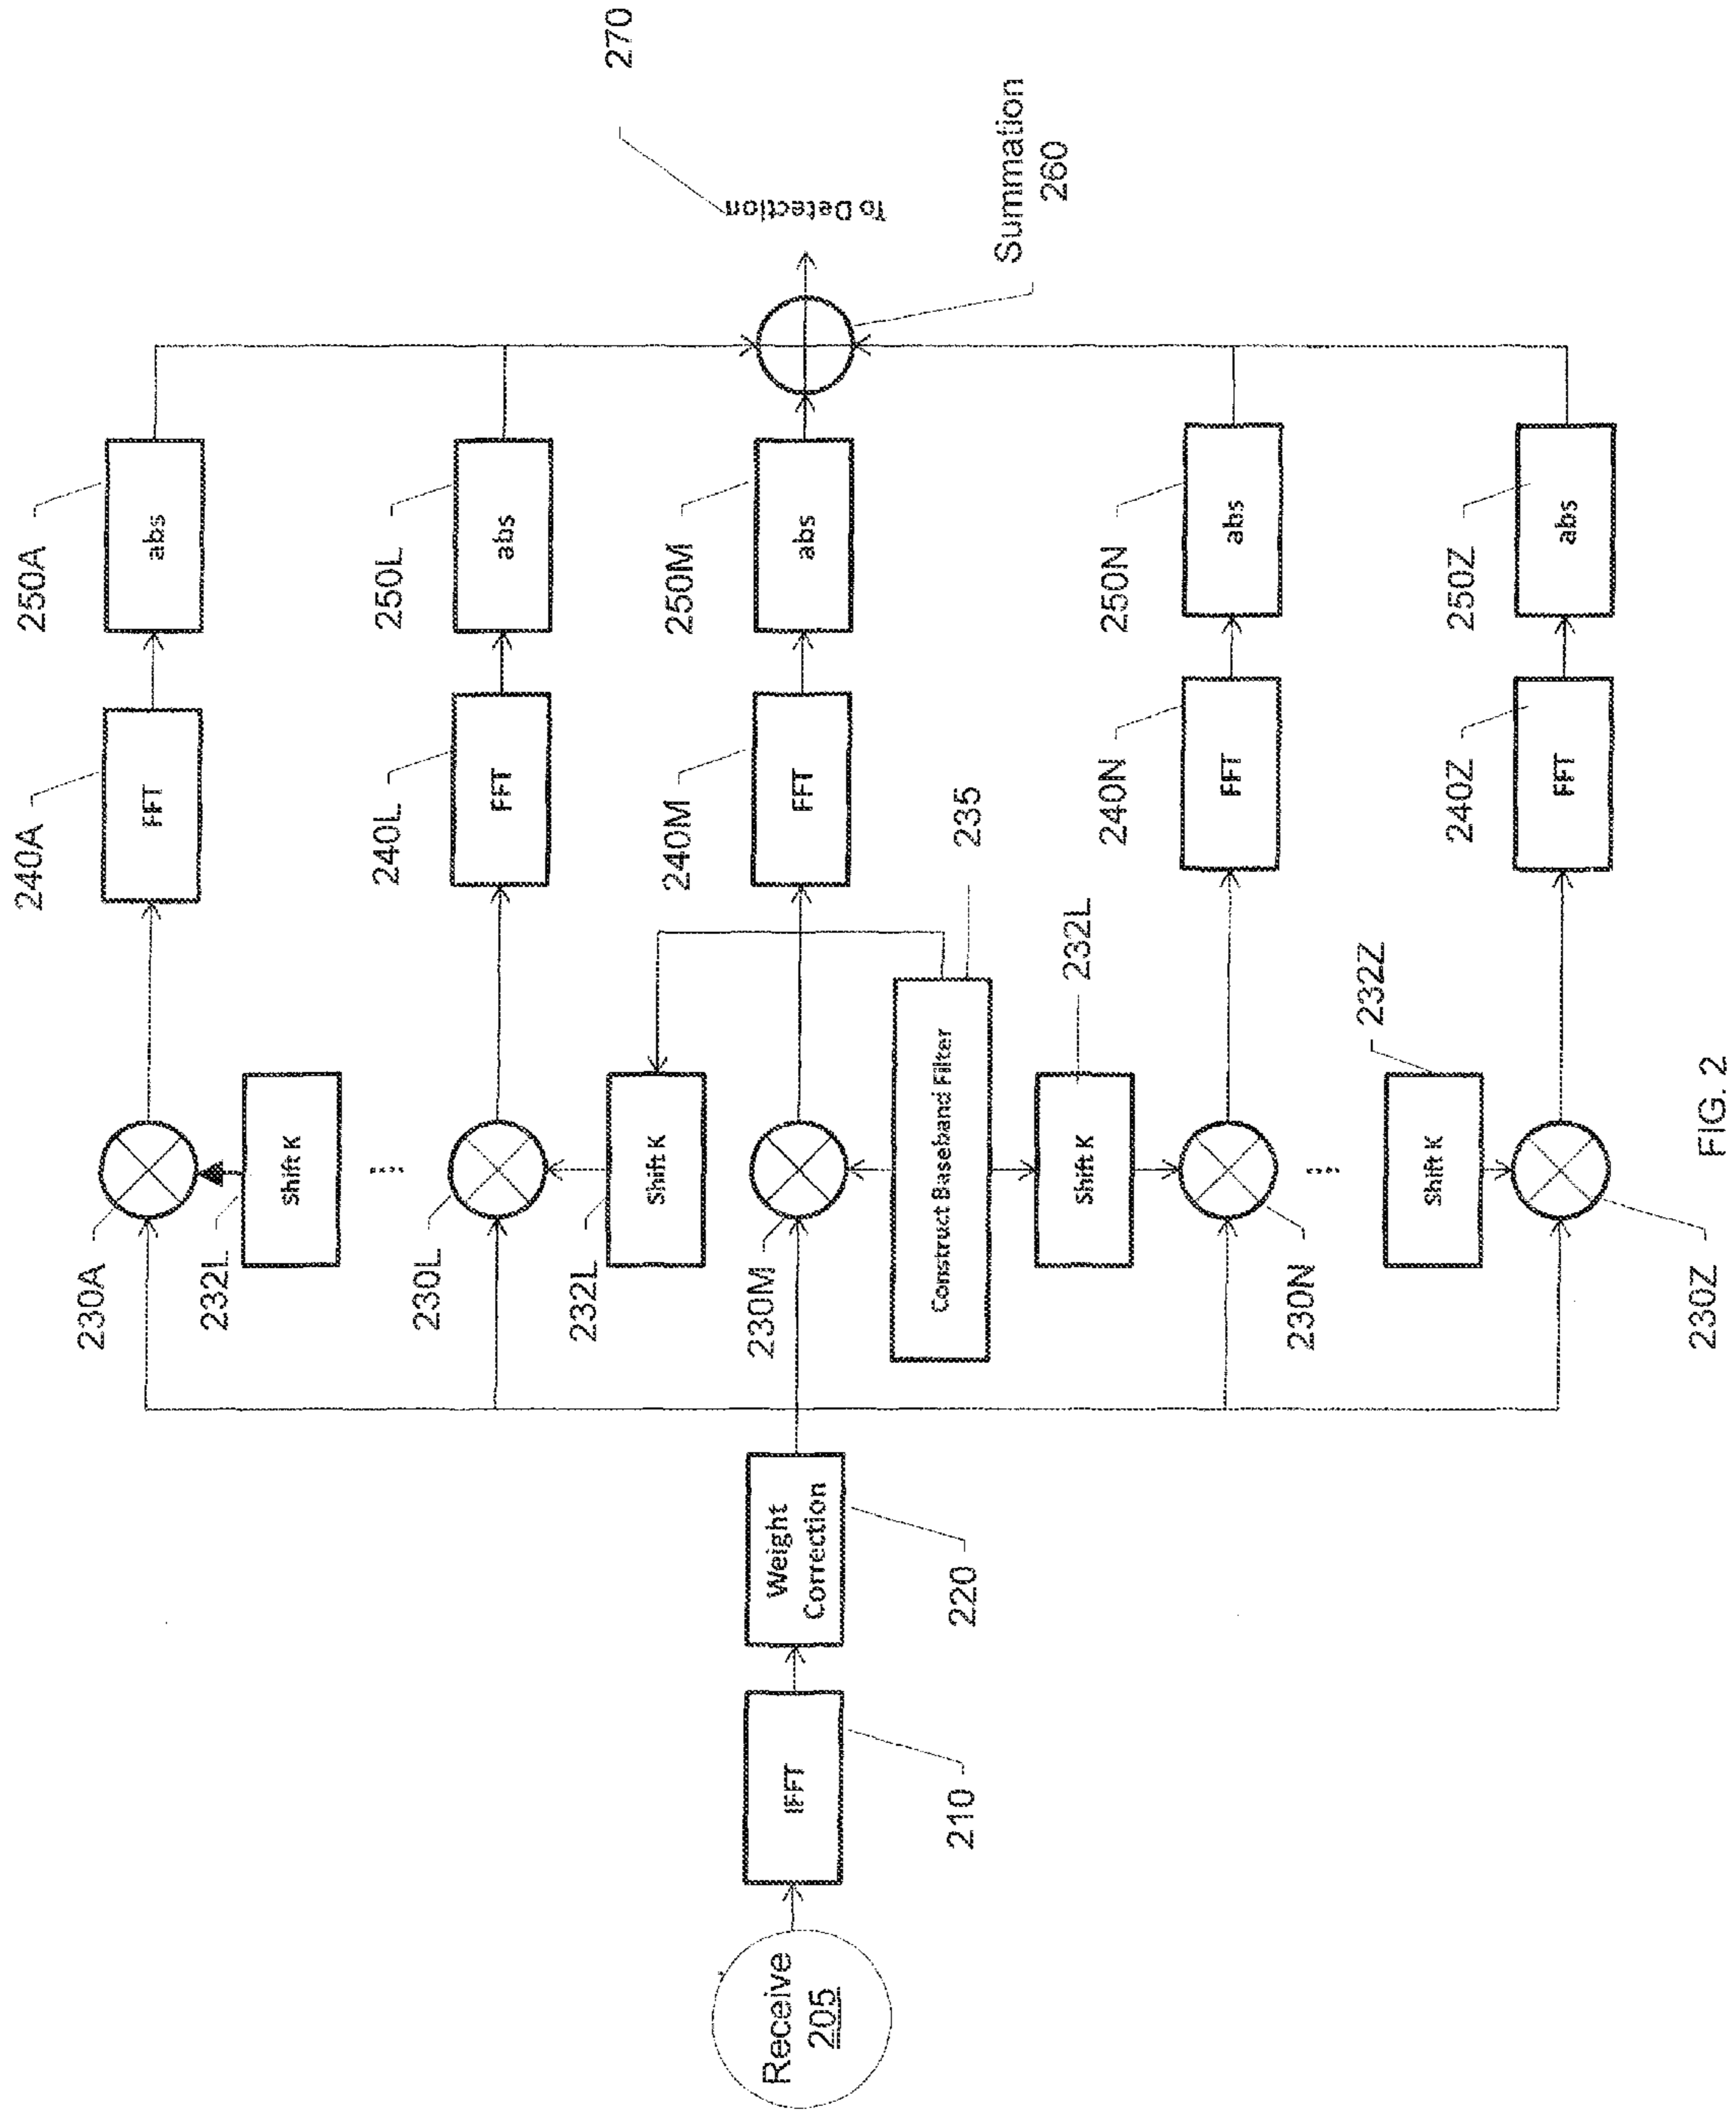 Receive
205
IFFT
210
Weight
Correction
220
230A
232L
Shift K
240A
FFT
250A
abs
230L
232L
Shift K
240L
FFT
250L
abs
230M
240M
FFT
250M
abs
Construct Baseband Filter
235
232L
Shift K
230N
240N
FFT
250N
abs
232Z
Shift K
230Z
240Z
FFT
250Z
abs
Summation
260
To Detection
270
FIG. 2